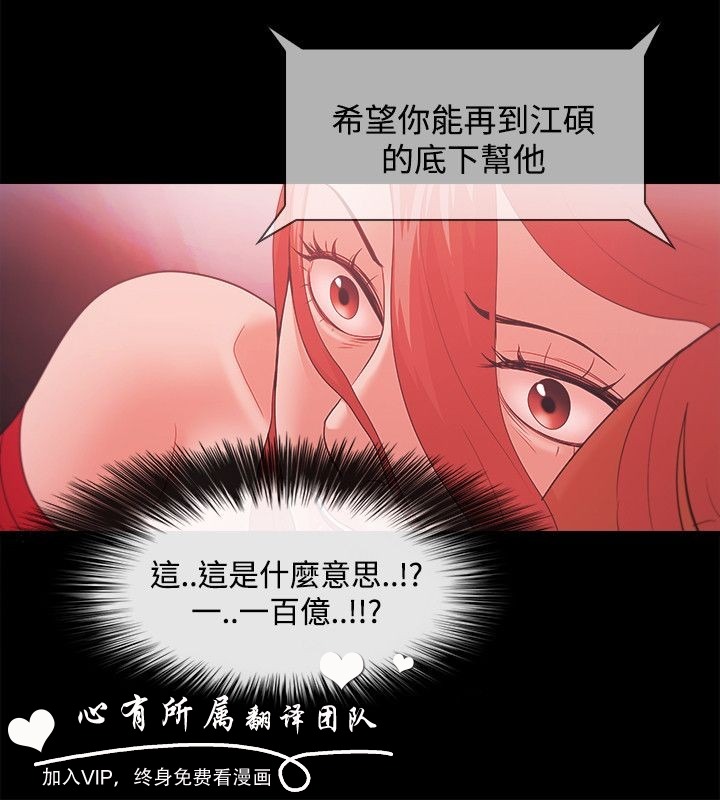 希望你能再到江碩
的底下幫他
這..這是什麼意思..!?
一..一百億..!!?
心有所属翻译团队
加入VIP，终身免费看漫画